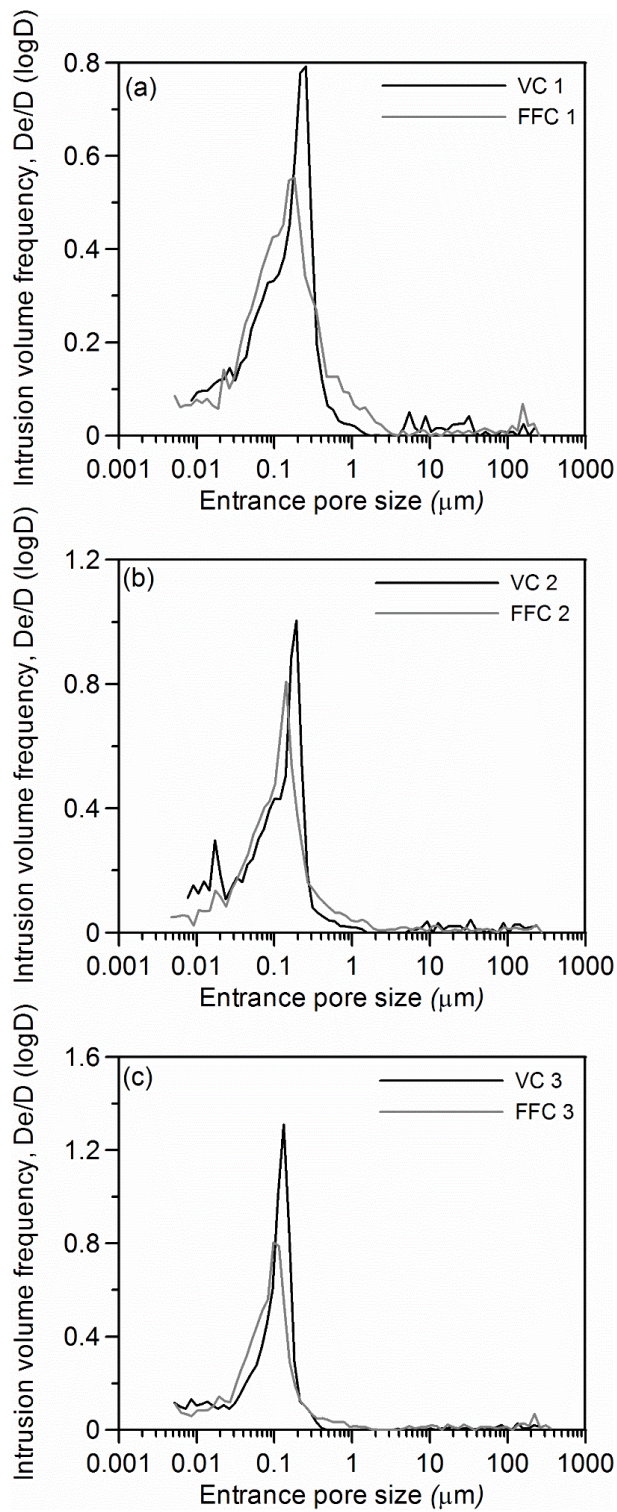 (a)
VC 1
FFC 1
Intrusion volume frequency, De/D (logD)
0.8
0.6
0.4
0.2
0
0.001 0.01 0.1 1 10 100 1000
Entrance pore size (μm)
(b)
VC 2
FFC 2
Intrusion volume frequency, De/D (logD)
1.2
0.8
0.4
0
0.001 0.01 0.1 1 10 100 1000
Entrance pore size (μm)
(c)
VC 3
FFC 3
Intrusion volume frequency, De/D (logD)
1.6
1.2
0.8
0.4
0
0.001 0.01 0.1 1 10 100 1000
Entrance pore size (μm)